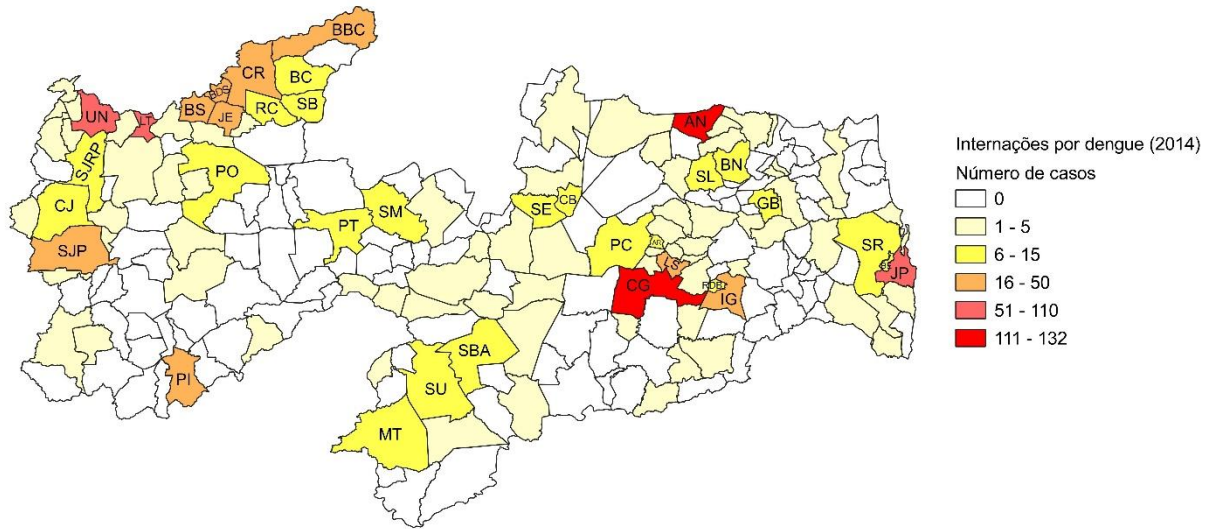 BBC
CR
BC
UN
LT
BS
JE
RC
SB
AN
SJRP
PO
SL
BN
CJ
SM
SE
CB
GB
PT
SJP
PC
SR
LS
JP
CG
IG
SBA
PI
SU
MT
Internações por dengue (2014)
Número de casos
0
1 - 5
6 - 15
16 - 50
51 - 110
111 - 132